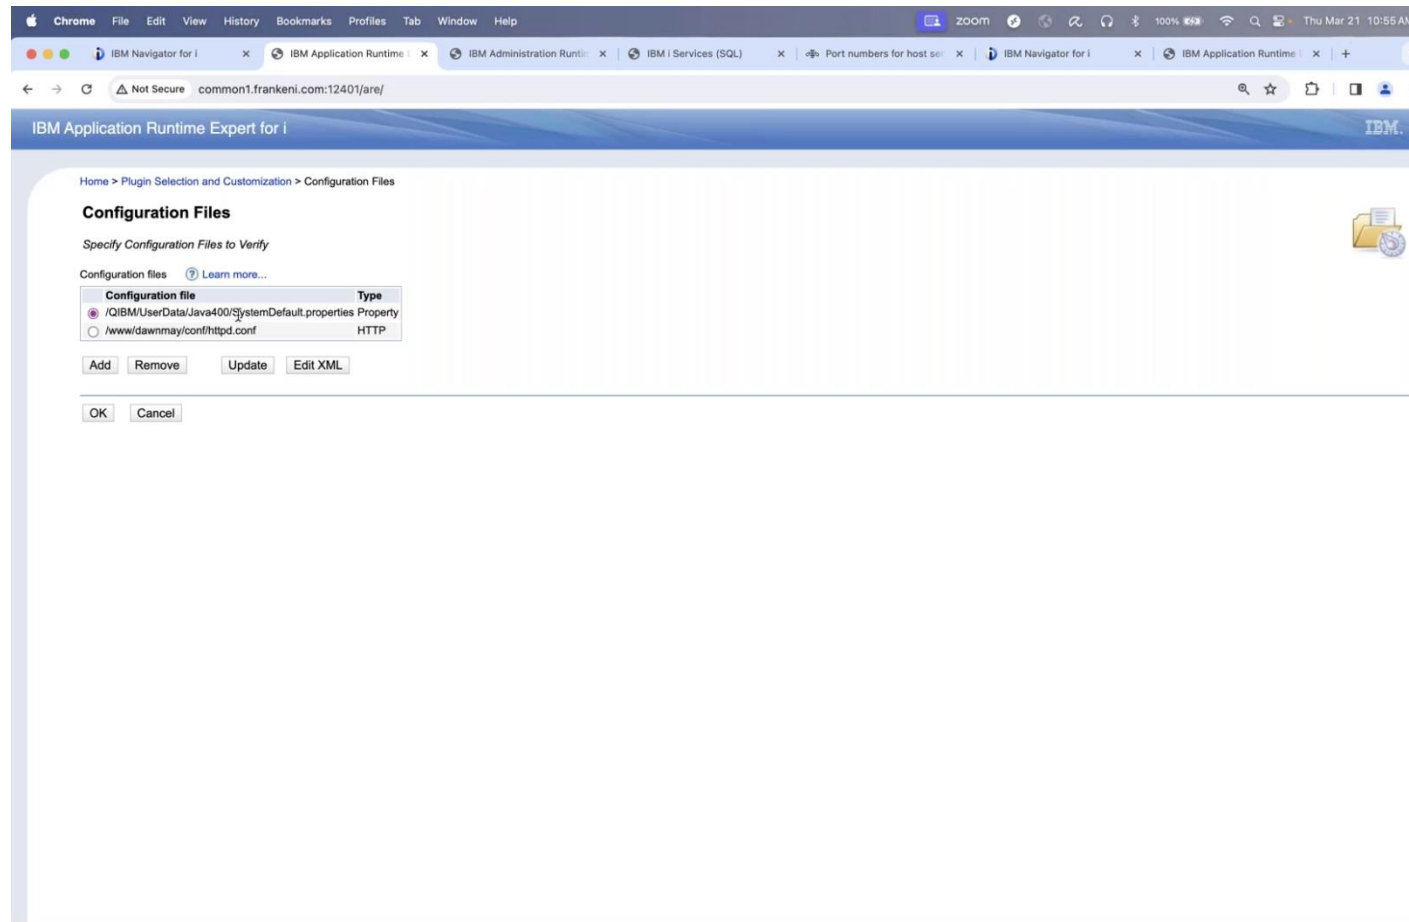 Chrome File Edit View History Bookmarks Profiles Tab Window Help zoom 100% Thu Mar 21 10:55 AM
IBM Navigator for i IBM Application Runtime IBM Administration Runti IBM i Services (SQL) Port numbers for host ser IBM Navigator for i IBM Application Runtime
Not Secure common1.frankeni.com:12401/are/
IBM Application Runtime Expert for i IBM.
Home > Plugin Selection and Customization > Configuration Files
Configuration Files
Specify Configuration Files to Verify
Configuration files ? Learn more...
Configuration file Type
/QIBM/UserData/Java400/SystemDefault.properties Property
/www/dawnmay/conf/httpd.conf HTTP
Add Remove Update Edit XML
OK Cancel